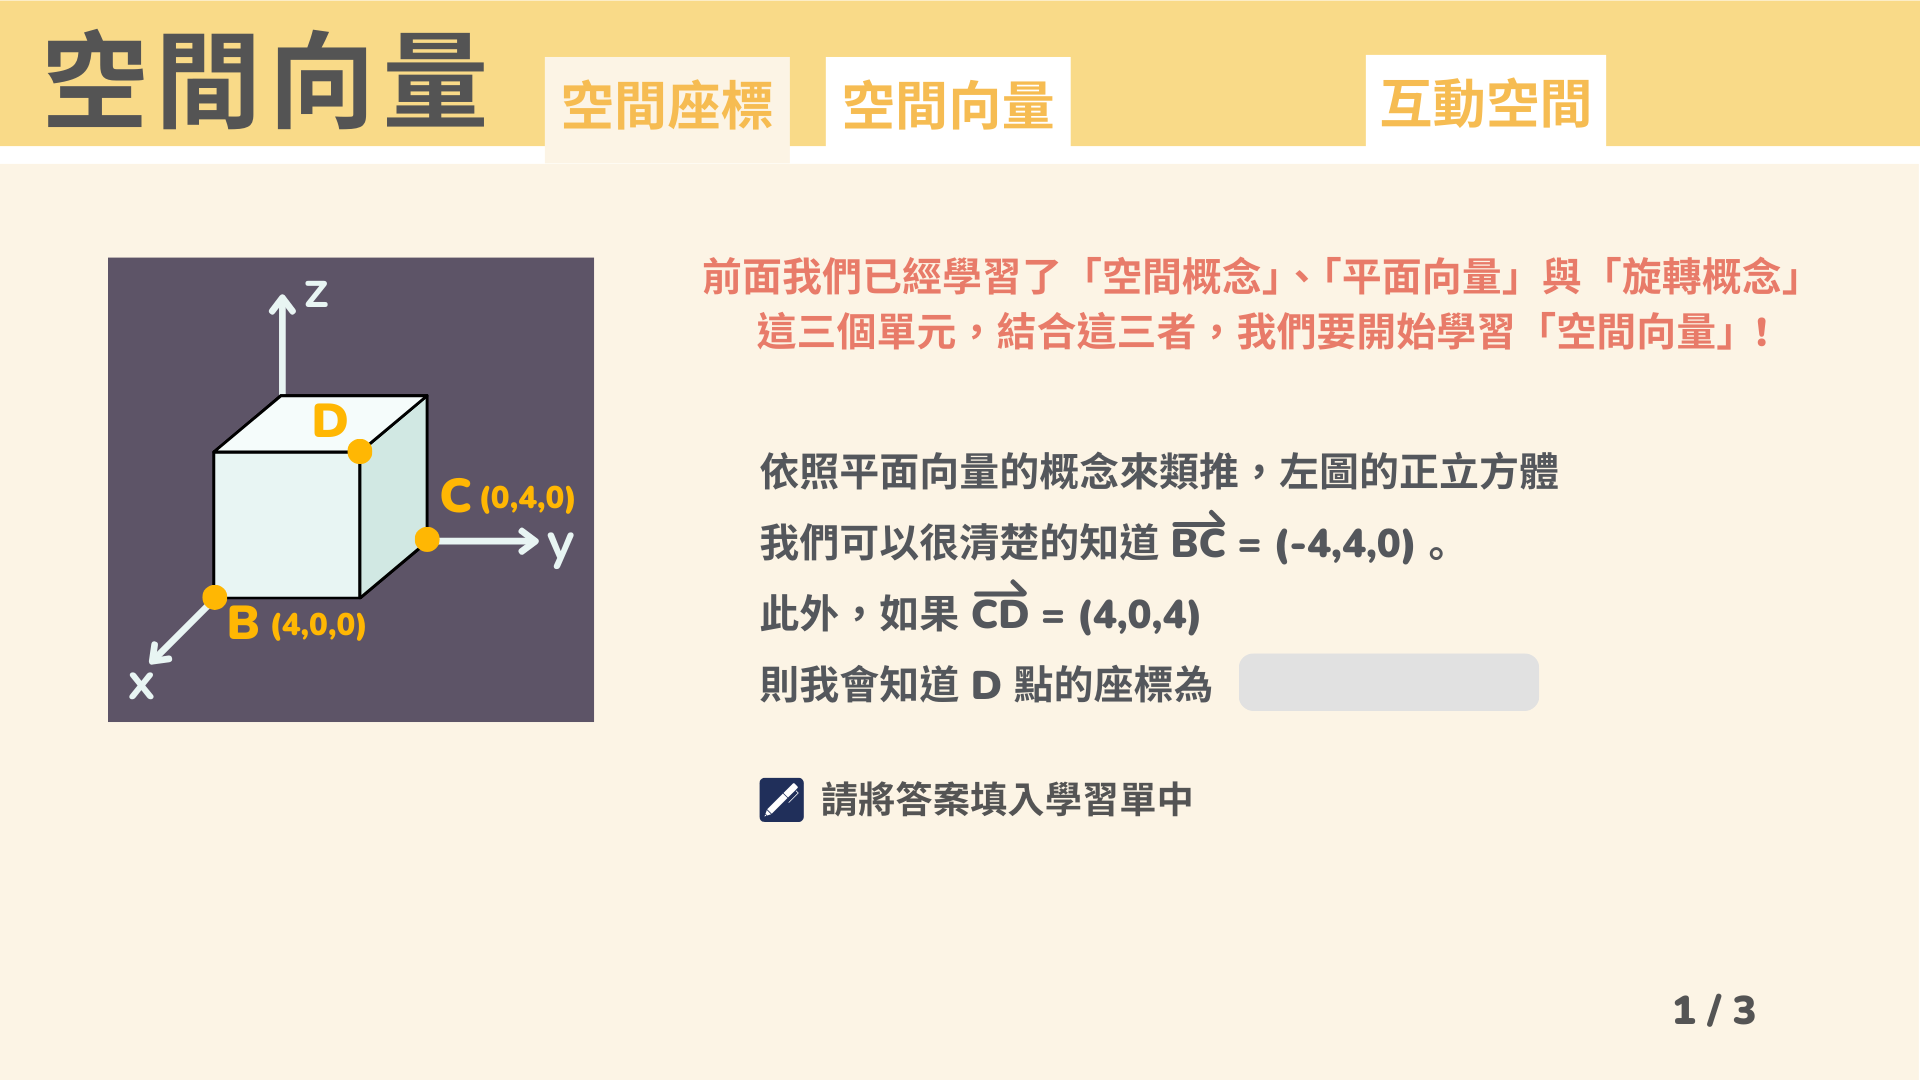 空間向量
空間座標
空間向量
互動空間
前面我們已經學習了「空間概念」、「平面向量」與「旋轉概念」
這三個單元，結合這三者，我們要開始學習「空間向量」!
z
D
C (0,4,0)
y
B (4,0,0)
x
依照平面向量的概念來類推，左圖的正立方體
我們可以很清楚的知道 BC = (-4,4,0) 。
此外，如果 CD = (4,0,4)
則我會知道 D 點的座標為
請將答案填入學習單中
1 / 3